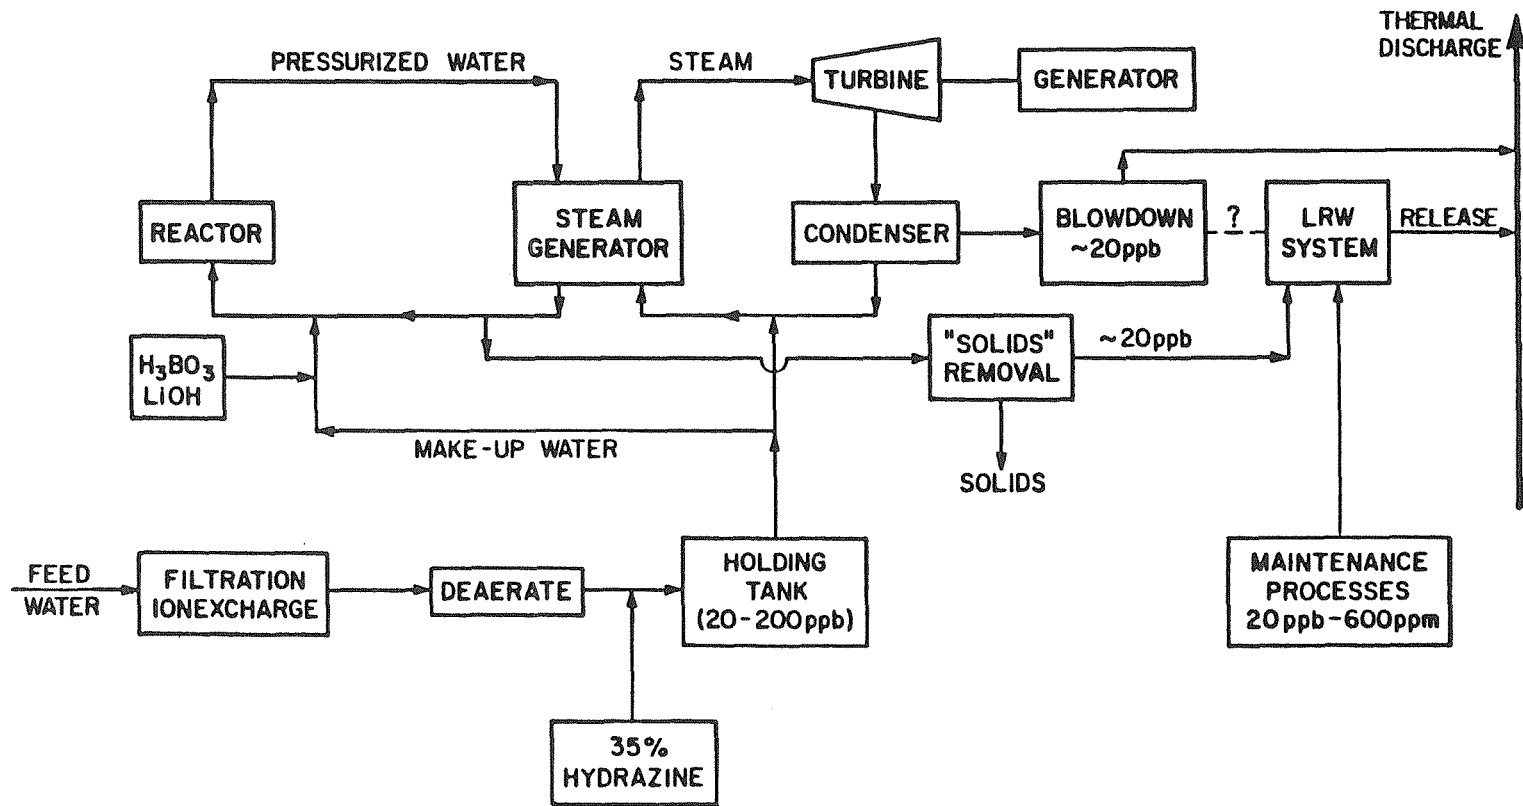 THERMAL
DISCHARGE
PRESSURIZED WATER
STEAM
TURBINE
GENERATOR
REACTOR
STEAM
GENERATOR
CONDENSER
BLOWDOWN
~20ppb
?
LRW
SYSTEM
RELEASE
H₃BO₃
LiOH
"SOLIDS"
REMOVAL
~20ppb
MAKE-UP WATER
SOLIDS
FEED
WATER
FILTRATION
IONEXCHARGE
DEAERATE
HOLDING
TANK
(20-200ppb)
MAINTENANCE
PROCESSES
20ppb-600ppm
35%
HYDRAZINE